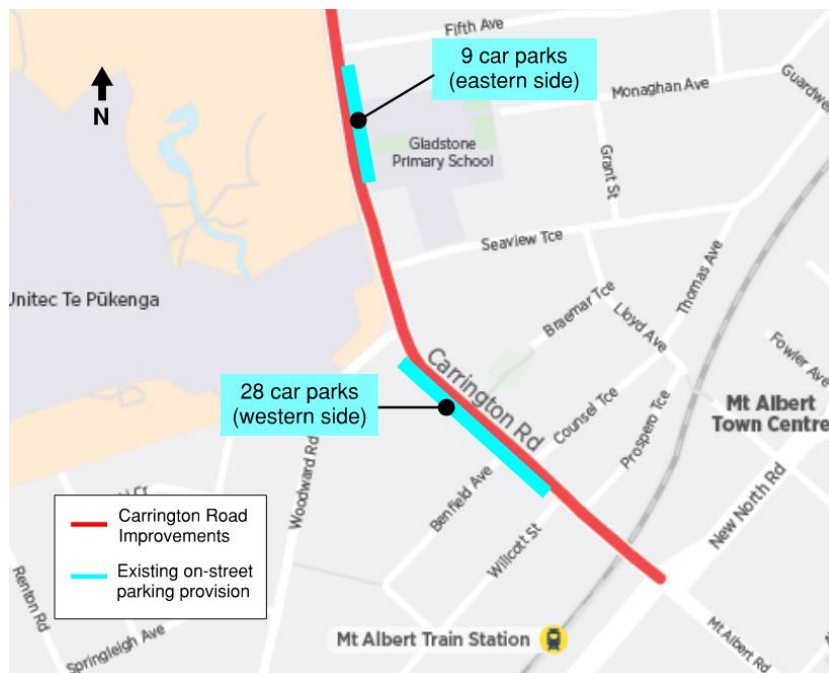 Fifth Ave
9 car parks
(eastern side)
N
Monaghan Ave
Gladstone
Primary School
Grant St
Seaview Tce
Unitec Te Pūkenga
Thomas Ave
Braemar Tce
Lloyd Ave
Carrington Rd
Fowler Ave
28 car parks
(western side)
Counsel Tce
Prospero Tce
Mt Albert
Town Centre
Woodward Rd
Benfield Ave
New North Rd
Willcott St
Carrington Road
Improvements
Existing on-street
parking provision
Renton Rd
Springleigh Ave
Mt Albert Train Station
Mt Albert Rd